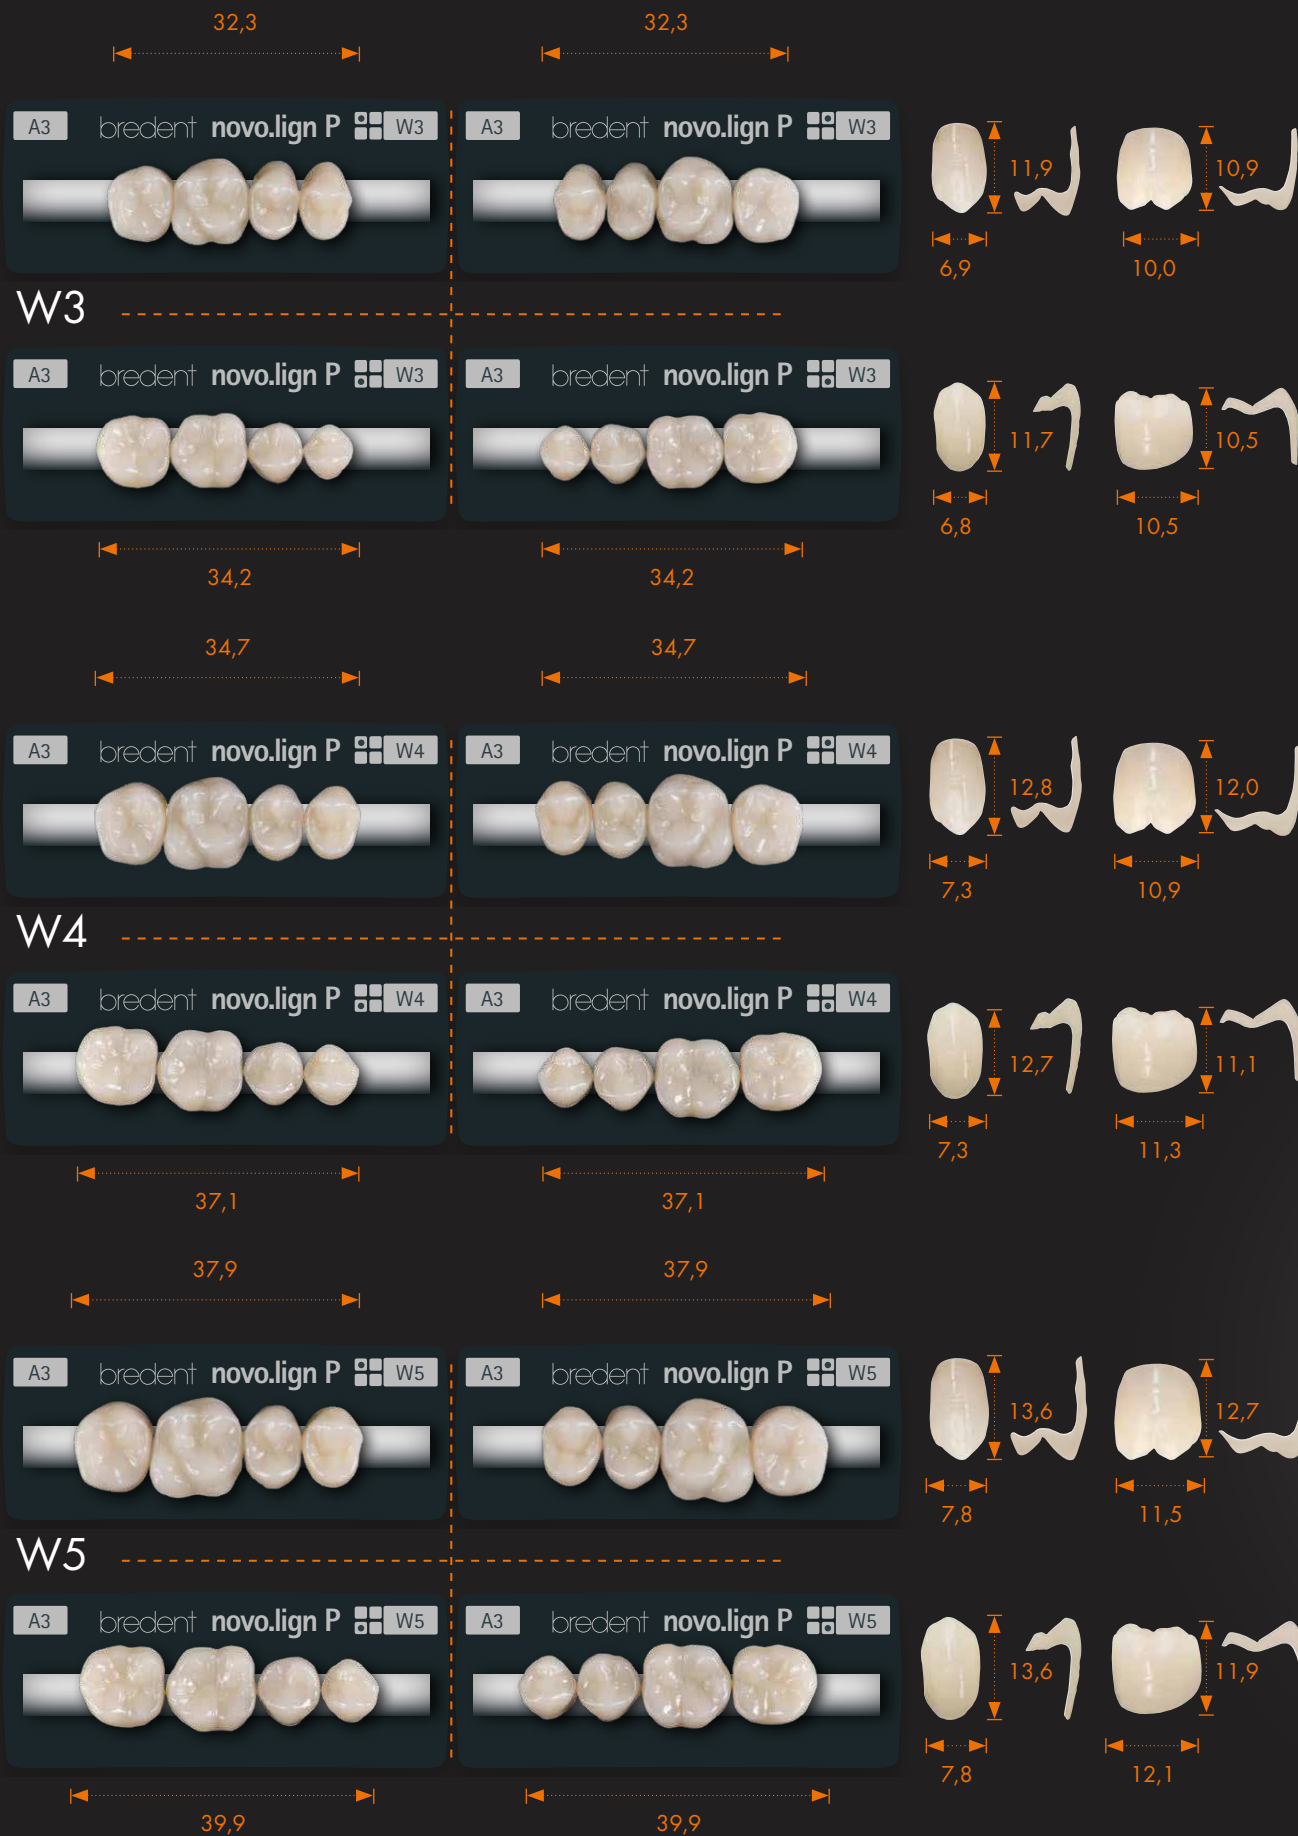 32,3 32,3
A3 bredent novo.lign P W3 A3 bredent novo.lign P W3
11,9 10,9
6,9 10,0
W3
A3 bredent novo.lign P W3 A3 bredent novo.lign P W3
11,7 10,5
6,8 10,5
34,2 34,2
34,7 34,7
A3 bredent novo.lign P W4 A3 bredent novo.lign P W4
12,8 12,0
7,3 10,9
W4
A3 bredent novo.lign P W4 A3 bredent novo.lign P W4
12,7 11,1
7,3 11,3
37,1 37,1
37,9 37,9
A3 bredent novo.lign P W5 A3 bredent novo.lign P W5
13,6 12,7
7,8 11,5
W5
A3 bredent novo.lign P W5 A3 bredent novo.lign P W5
13,6 11,9
7,8 12,1
39,9 39,9